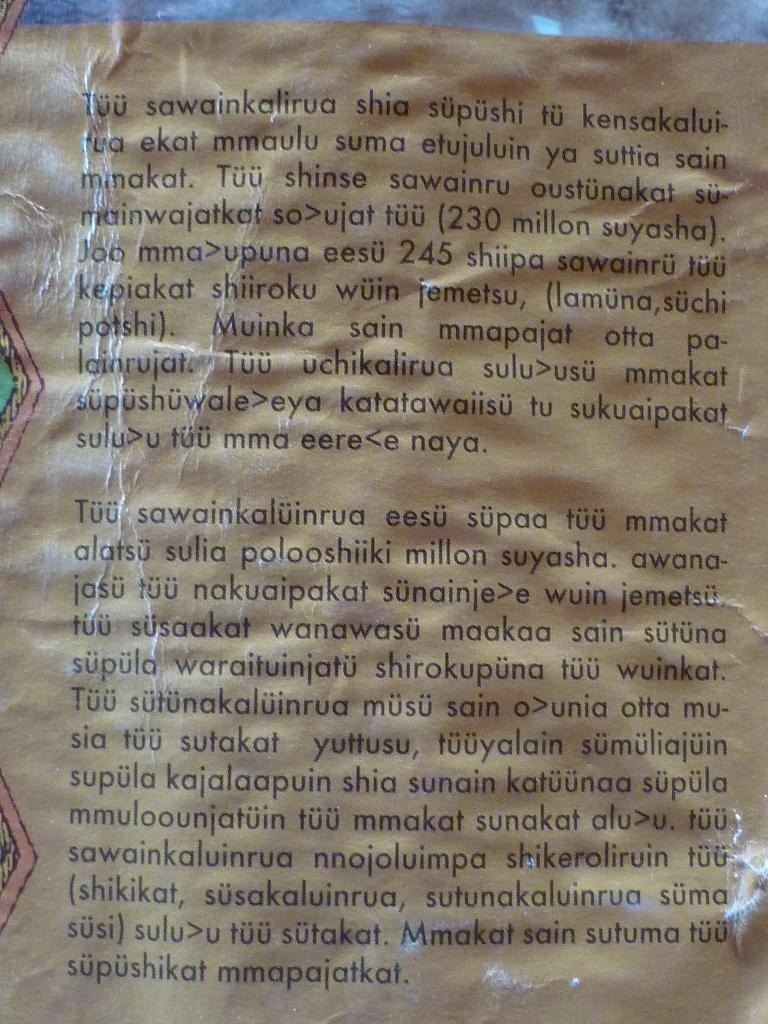 Tüü sawainkalirua shia süpüshi tü kensakalui-
rua ekat mmaulu suma etujuluin ya suttia sain
mmakat. Tüü shinse sawainru oustünakat sü-
mainwajatkat so>ujat tüü (230 millon suyasha).
Joo mma>upuna eesü 245 shiipa sawainrü tüü
kepiakat shiiroku wüin jemetsu, (lamüna,süchi
potshi). Muinka sain mmapajat otta pa-
lainrujat. Tüü uchikalirua sulu>usü mmakat
süpüshüwale>eya katatawaiisü tu sukuaipakat
sulu>u tüü mma eere<e naya.

Tüü sawainkalüinrua eesü süpaa tüü mmakat
alatsü sulia polooshiiki millon suyasha. awana-
jasü tüü nakuaipakat sünainje>e wuin jemetsü.
tüü süsaakat wanawasü maakaa sain sütüna
süpüla waraituinjatü shirokupüna tüü wuinkat.
Tüü sütünakalüinrua müsü sain o>unia otta mu-
sia tüü sutakat yuttusu, tüüyalain sümüliajüin
supüla kajalaapuin shia sunain katüünaa süpüla
mmuloounjatüin tüü mmakat sunakat alu>u. tüü
sawainkaluinrua nnojoluimpa shikeroliruin tüü
(shikikat, süsakaluinrua, sutunakaluinrua süma
süsi) sulu>u tüü sütakat. Mmakat sain sutuma tüü
süpüshikat mmapajatkat.